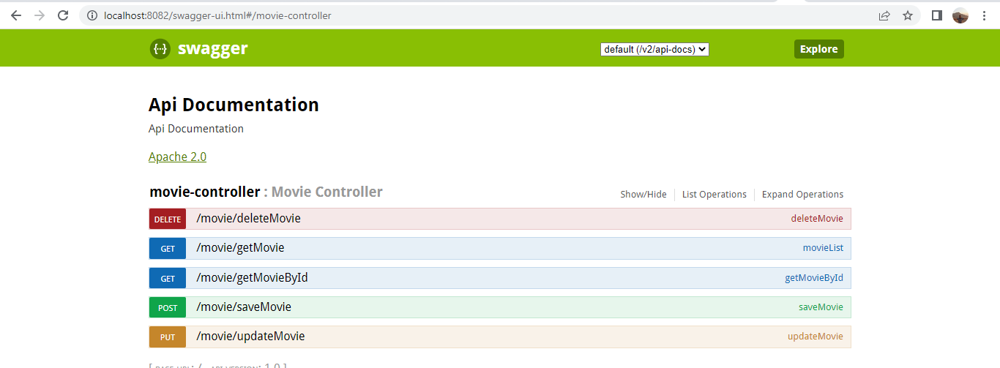 localhost:8082/swagger-ui.html#/movie-controller
{···} swagger default (/v2/api-docs) Explore
Api Documentation
Api Documentation
Apache 2.0
movie-controller : Movie Controller Show/Hide List Operations Expand Operations
DELETE /movie/deleteMovie deleteMovie
GET /movie/getMovie movieList
GET /movie/getMovieById getMovieById
POST /movie/saveMovie saveMovie
PUT /movie/updateMovie updateMovie
[ BASE URL: / , API VERSION: 1.0 ]